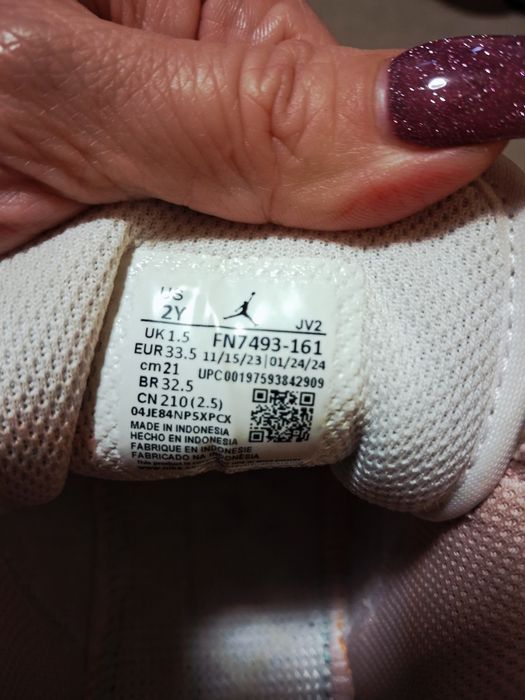 US
2Y
JV2
UK 1.5 FN7493-161
EUR 33.5 11/15/23 01/24/24
cm 21 UPC00197593842909
BR 32.5
CN 210 (2.5)
04JE84NP5XPCX
MADE IN INDONESIA
HECHO EN INDONESIA
FABRIQUE EN INDONESIE
FABRICADO NA INDONÉSIA